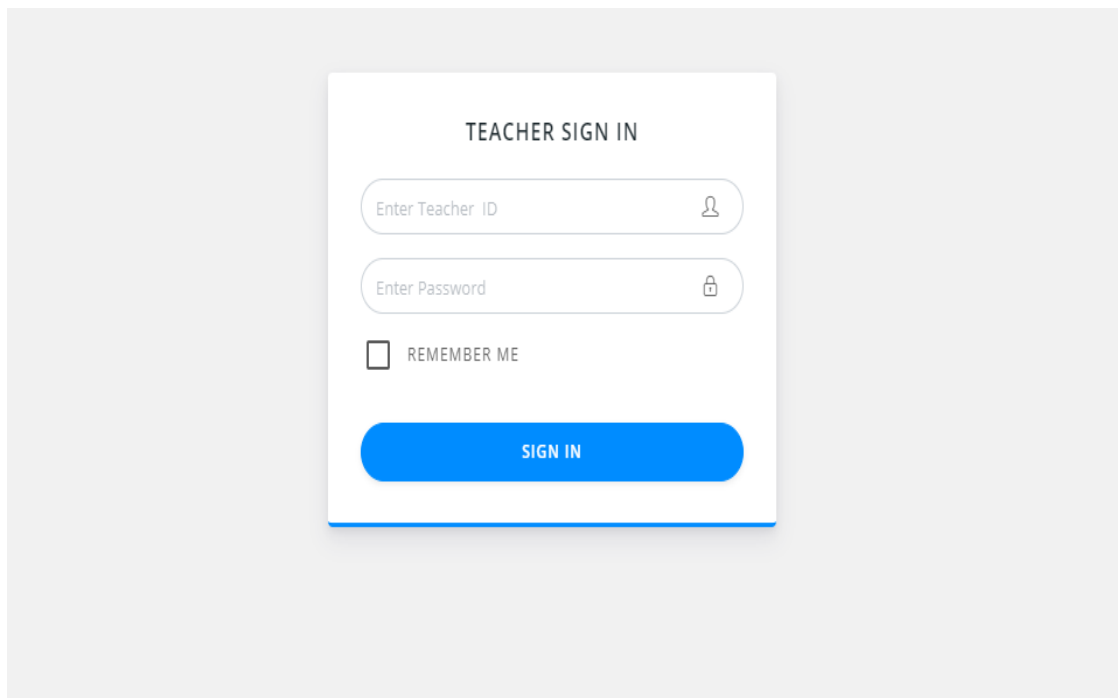 TEACHER SIGN IN
Enter Teacher  ID
Enter Password
REMEMBER ME
SIGN IN